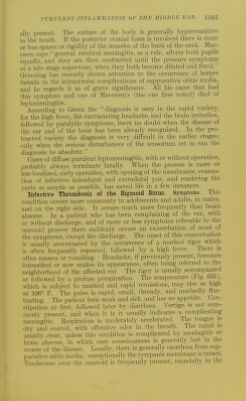 PURULENT INFLAMMATION OF THE MIDDLE EAR. 1163
ally present. The surface of the body is generally hypersensitive
to the touch. If the posterior cranial fossa is involved there is more
or less spasm or rigidity of the muscles of the back of the neck. Mac-
ewen says "general cerebral meningitis, as a rule, affects both pupils
equally, and they are then contracted until the pressure symptoms
at a late stage supervene, when they both become dilated and fixed."
Gruening has recently drawn attention to the occurrence of herpes
labialis in the intracranial complications of suppurative otitis media,
and he regards it as of grave significance. All his cases that had
this symptom and one of Macewen's (the one first noted) died of
leptomeningitis.
According to Green the "diagnosis is easy in the rapid variety,
for the high fever, the excruciating headache, and the brain irritation,
followed by paralytic symptoms, leave no doubt when the disease of
the ear and of the bone has been already recognized. In the pro-
tracted variety the diagnosis is very difficult in the earlier stages;
only when the serious disturbances of the sensorium set in can the
diagnosis be absolute."
Cases of diffuse purulent leptomeningitis, with or without operation,
probably always terminate fatally. When the process is more or
less localized, early operation, with opening of the membrane, evacua-
tion of infective intradural and extradural pus, and rendering the
parts as aseptic as possible, has saved life in a few instances.
Infective Thrombosis of the Sigmoid Sinus. Symptoms. This
condition occurs more commonly in adolescents and adults, in males,
and on the right side. It occurs much more frequently than brain
abscess. In a patient who has been complaining of the ear, with
or without discharge, and of more or less symptoms referable to the
mastoid process there suddenly occurs an exacerbation of most of
the symptoms, except the discharge. The onset of this exacerbation
is usually accentuated by the occurrence of a marked rigor which
is often frequently repeated, followed by a high fever. There is
often nausea or vomiting. Headache, if previously present, becomes
intensified or now makes its appearance, often being referred to the
neighborhood of the affected ear. The rigor is usually accompanied
or followed by a profuse perspiration. The temperature (Fig. 621),
which is subject to marked and rapid remissions, may rise as high
as 106° F. The pulse is rapid, small, thready, and markedly fluc-
tuating. The patient feels weak and sick, and has no appetite. Con-
stipation at first, followed later by diarrhœa. Vertigo is not com-
monly present, and when it is it usually indicates a complicating
meningitis. Respiration is moderately accelerated. The tongue is
dry and coated, with offensive odor in the breath. The mind is
usually clear, unless this condition is complicated by meningitis or
brain abscess, in which case consciousness is generally lost in the
course of the disease. Locally, there is generally otorrhœa from sup-
purative otitis media; exceptionally the tympanic membrane is intact.
Tenderness over the mastoid is frequently present, especially in the